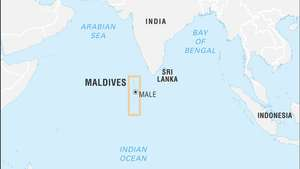 INDIA
ARABIAN
SEA
BAY
OF
BENGAL
SRI
LANKA
MALDIVES
MALE
INDONESIA
INDIAN
OCEAN